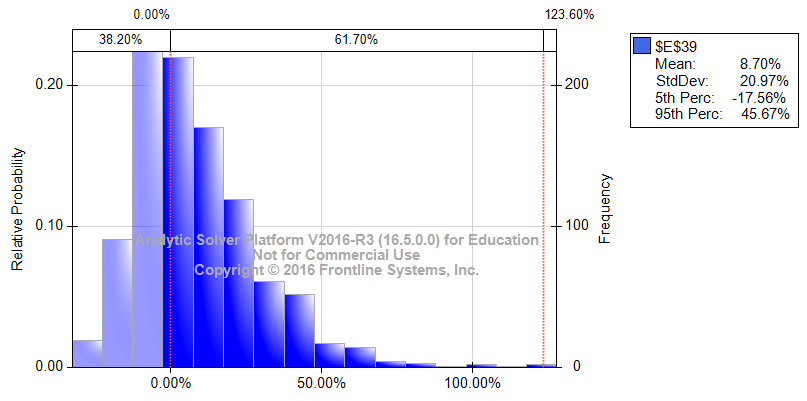 0.00%
123.60%
38.20%
61.70%
0.20
200
Relative Probability
0.10
100
Frequency
0.00
0
0.00%
50.00%
100.00%
Analytic Solver Platform V2016-R3 (16.5.0.0) for Education
Not for Commercial Use
Copyright © 2016 Frontline Systems, Inc.
$E$39
Mean: 8.70%
StdDev: 20.97%
5th Perc: -17.56%
95th Perc: 45.67%